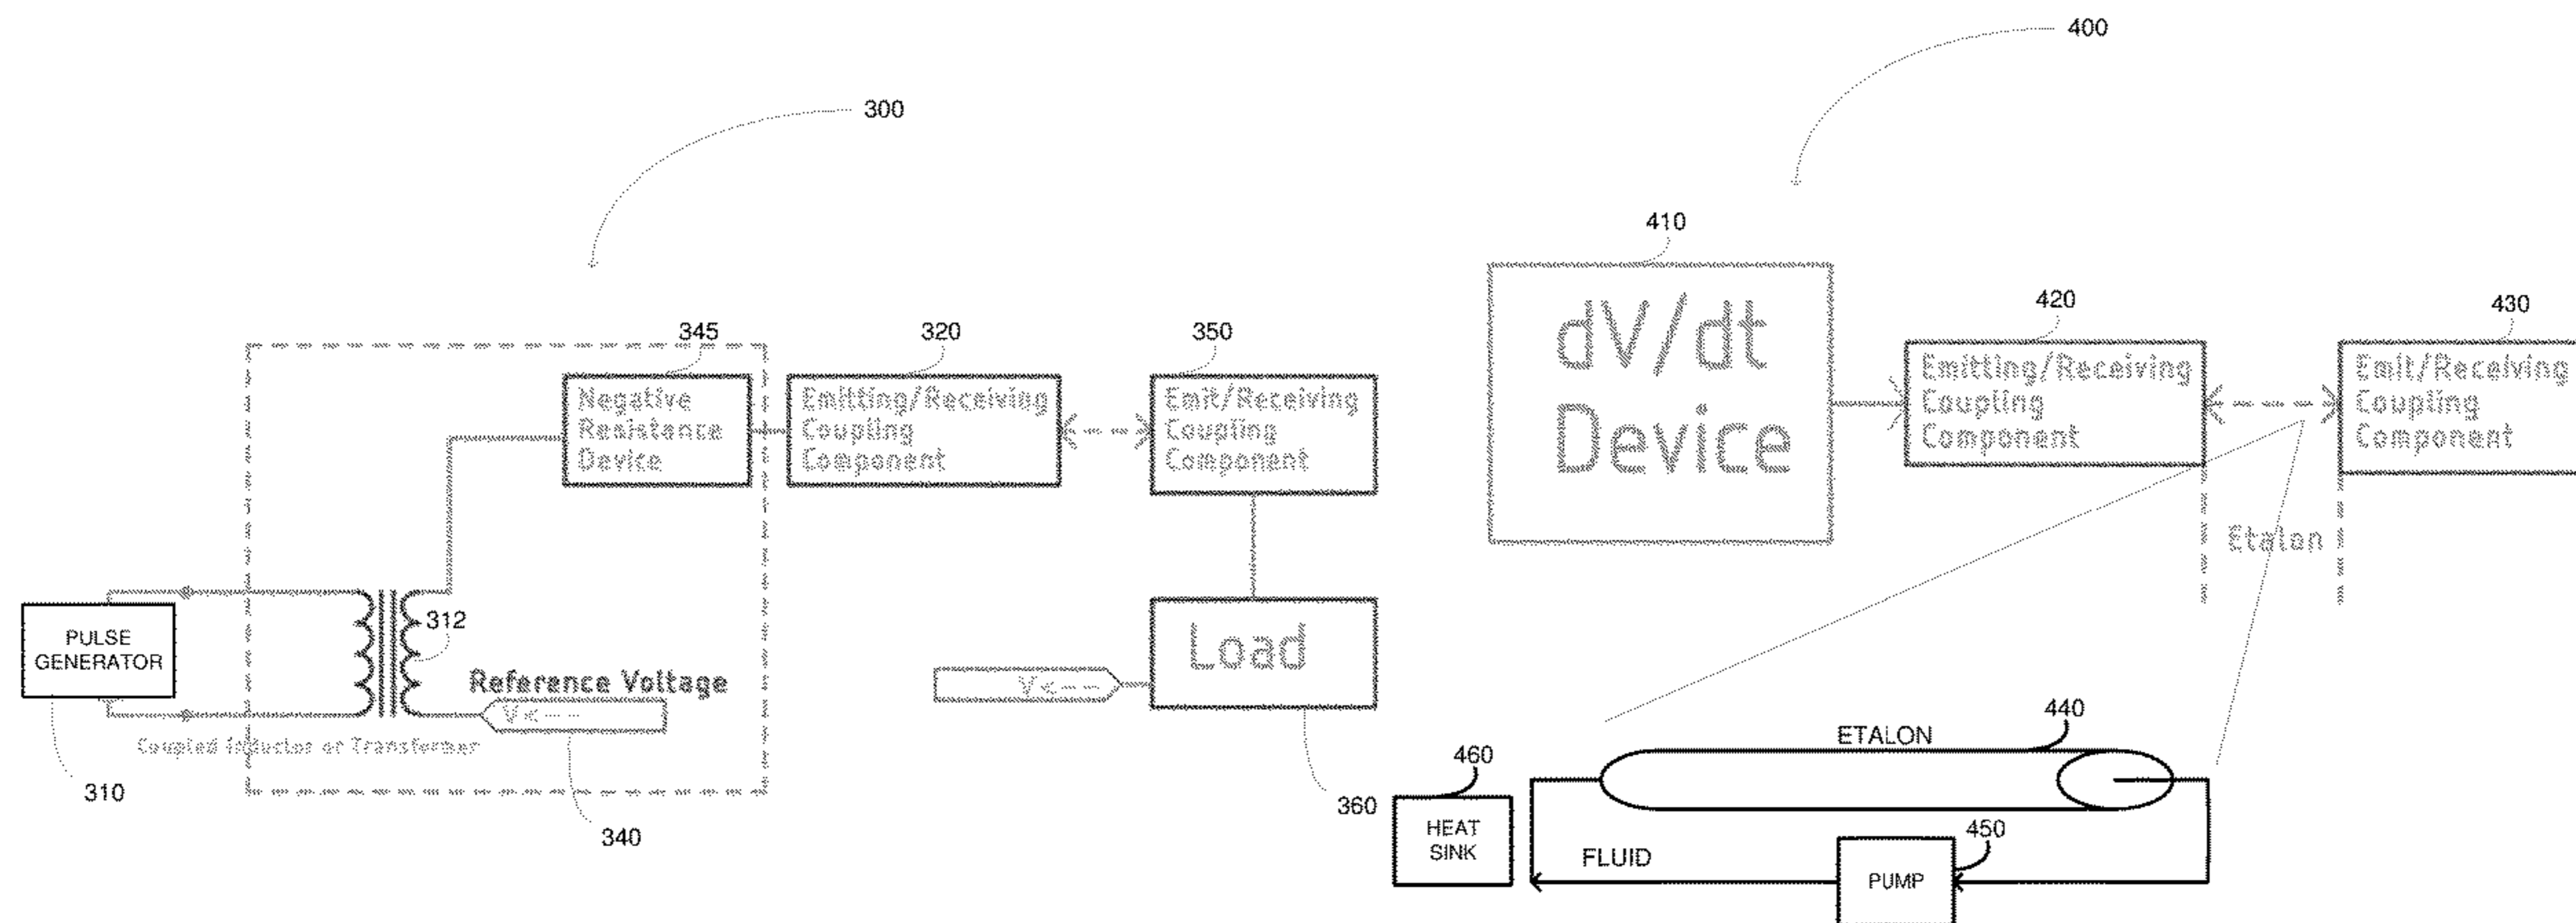 400
300
410
dV/dt
Device
420
Emitting/Receiving
Coupling
Component
430
Emit/Receiving
Coupling
Component
Etalon
345
Negative
Resistance
Device
320
Emitting/Receiving
Coupling
Component
350
Emit/Receiving
Coupling
Component
PULSE
GENERATOR
310
312
Reference Voltage
V <----
Coupled Inductor or Transformer
340
Load
V <---
360
ETALON
440
460
HEAT
SINK
FLUID
450
PUMP